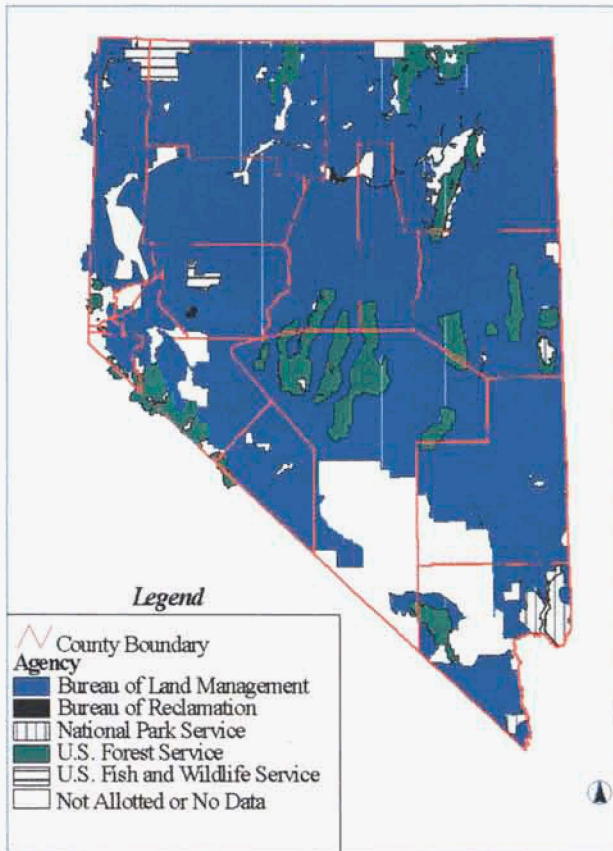 Legend
County Boundary
Agency
Bureau of Land Management
Bureau of Reclamation
National Park Service
U.S. Forest Service
U.S. Fish and Wildlife Service
Not Allotted or No Data